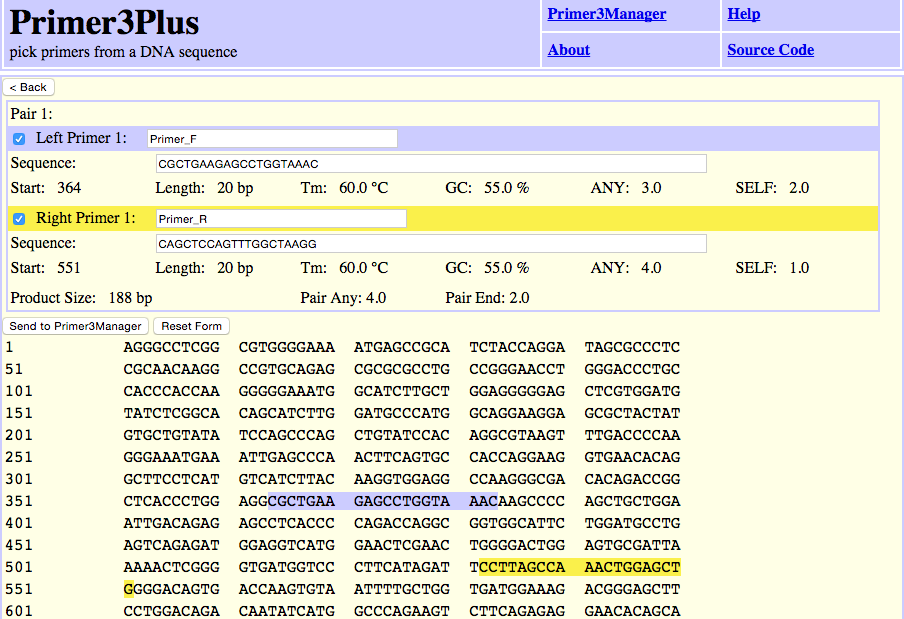 Primer3Plus
pick primers from a DNA sequence
Primer3Manager Help
About Source Code
< Back
Pair 1:
Left Primer 1: Primer_F
Sequence: CGCTGAAGAGCCTGGTAAAC
Start: 364 Length: 20 bp Tm: 60.0 °C GC: 55.0 % ANY: 3.0 SELF: 2.0
Right Primer 1: Primer_R
Sequence: CAGCTCCAGTTTGGCTAAGG
Start: 551 Length: 20 bp Tm: 60.0 °C GC: 55.0 % ANY: 4.0 SELF: 1.0
Product Size: 188 bp Pair Any: 4.0 Pair End: 2.0
Send to Primer3Manager Reset Form
1 AGGGCCTCGG CGTGGGGAAA ATGAGCCGCA TCTACCAGGA TAGCGCCCTC
51 CGCAACAAGG CCGTGCAGAG CGCGCGCCTG CCGGGAACCT GGGACCCTGC
101 CACCCACCAA GGGGGAAATG GCATCTTGCT GGAGGGGGAG CTCGTGGATG
151 TATCTCGGCA CAGCATCTTG GATGCCCATG GCAGGAAGGA GCGCTACTAT
201 GTGCTGTATA TCCAGCCCAG CTGTATCCAC AGGCGTAAGT TTGACCCCAA
251 GGGAAATGAA ATTGAGCCCA ACTTCAGTGC CACCAGGAAG GTGAACACAG
301 GCTTCCTCAT GTCATCTTAC AAGGTGGAGG CCAAGGGCGA CACAGACCGG
351 CTCACCCTGG AGGCGCTGAA GAGCCTGGTA AACAAGCCCC AGCTGCTGGA
401 ATTGACAGAG AGCCTCACCC CAGACCAGGC GGTGGCATTC TGGATGCCTG
451 AGTCAGAGAT GGAGGTCATG GAACTCGAAC TGGGGACTGG AGTGCGATTA
501 AAAACTCGGG GTGATGGTCC CTTCATAGAT TCCTTAGCCA AACTGGAGCT
551 GGGGACAGTG ACCAAGTGTA ATTTTGCTGG TGATGGAAAG ACGGGAGCTT
601 CCTGGACAGA CAATATCATG GCCCAGAAGT CTTCAGAGAG GAACACAGCA